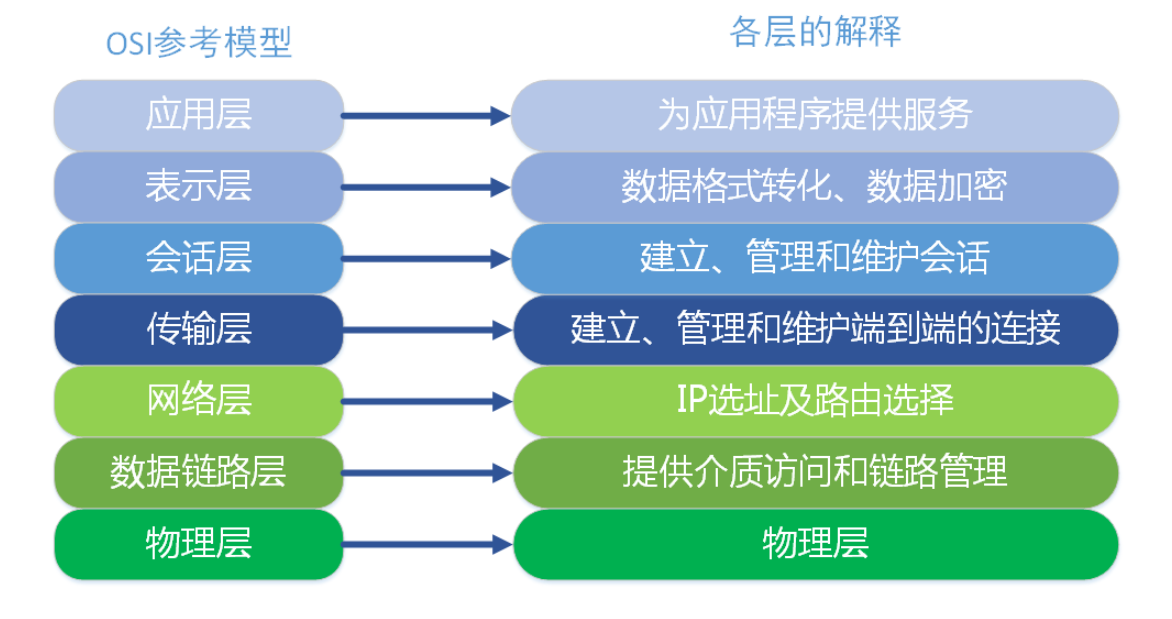 OSI参考模型
各层的解释
应用层
为应用程序提供服务
表示层
数据格式转化、数据加密
会话层
建立、管理和维护会话
传输层
建立、管理和维护端到端的连接
网络层
IP选址及路由选择
数据链路层
提供介质访问和链路管理
物理层
物理层